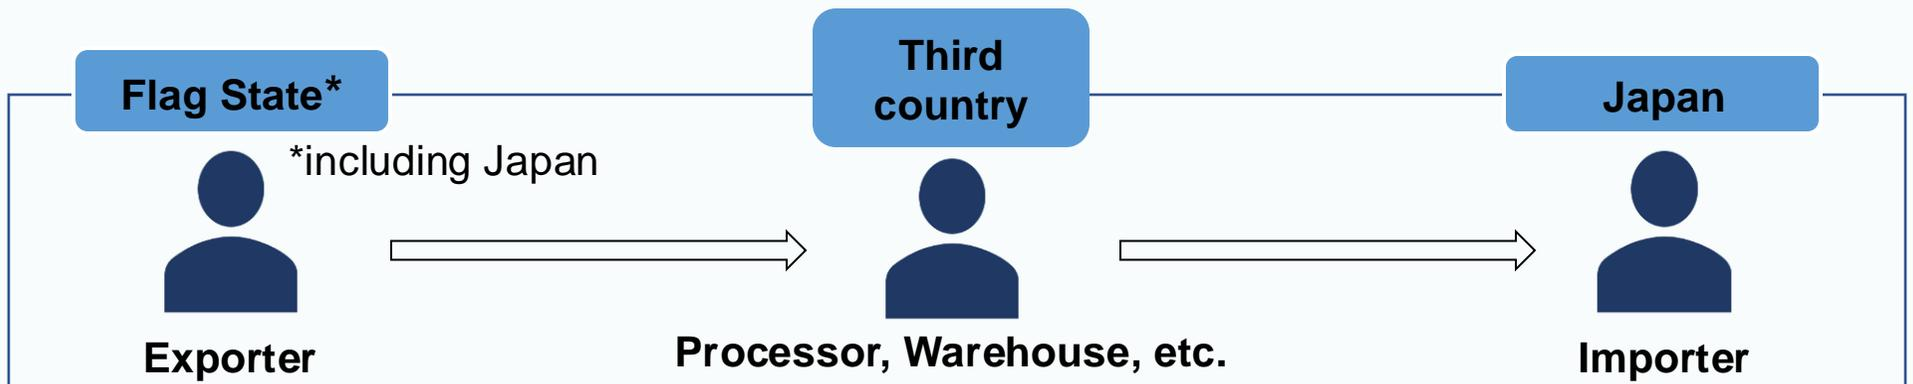 Third
country
Flag State*
Japan
*including Japan
Exporter
Processor, Warehouse, etc.
Importer